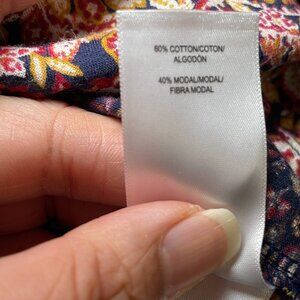 60% COTTON/COTON/
ALGODÓN
40% MODAL/MODAL/
FIBRA MODAL